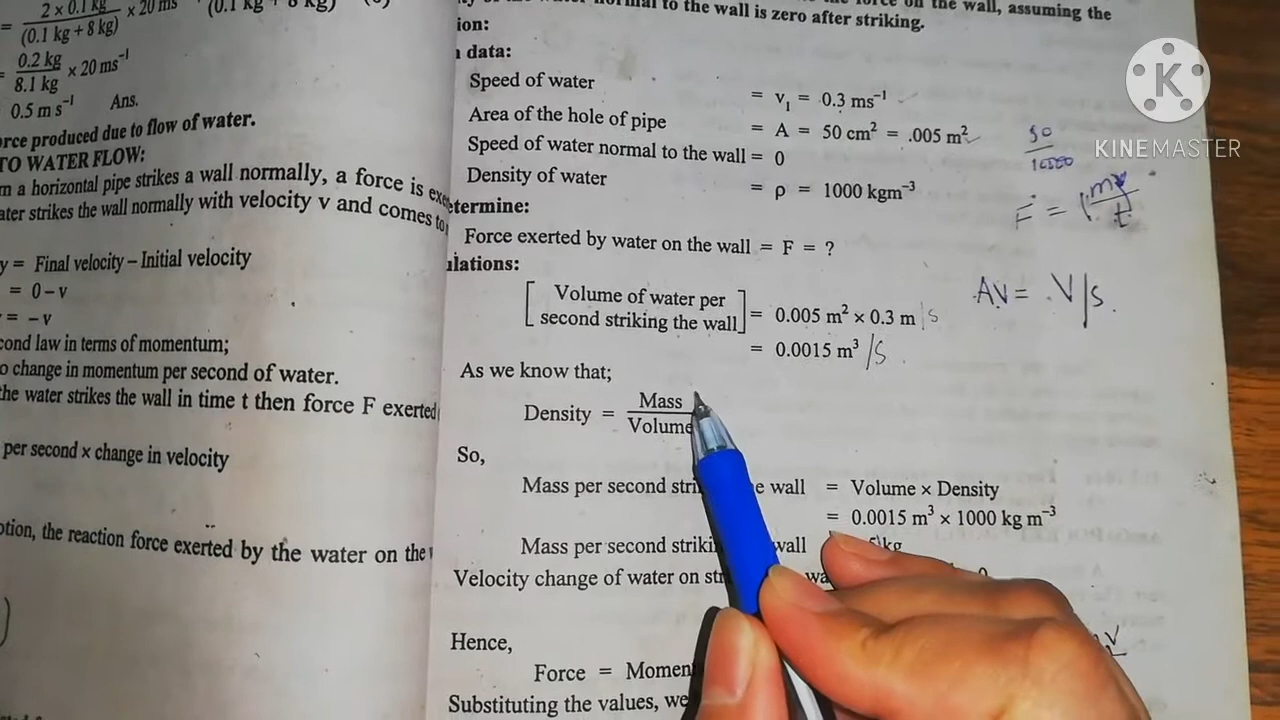 = 2 × 0.1 kg / (0.1 kg + 8 kg) × 20 ms⁻¹
= 0.2 kg / 8.1 kg × 20 ms⁻¹
0.5 m s⁻¹ Ans.
orce produced due to flow of water.
TO WATER FLOW:
m a horizontal pipe strikes a wall normally, a force is exe
ater strikes the wall normally with velocity v and comes to
y = Final velocity – Initial velocity
= 0 – v
= – v
cond law in terms of momentum;
o change in momentum per second of water.
the water strikes the wall in time t then force F exerted
per second × change in velocity
otion, the reaction force exerted by the water on the
normal to the wall is zero after striking.
on the wall, assuming the
ion:
data:
Speed of water = v₁ = 0.3 ms⁻¹
Area of the hole of pipe = A = 50 cm² = .005 m²
Speed of water normal to the wall = 0
Density of water = ρ = 1000 kgm⁻³
etermine:
Force exerted by water on the wall = F = ?
ulations:
[Volume of water per
second striking the wall] = 0.005 m² × 0.3 m /s
= 0.0015 m³ /s
As we know that;
Density = Mass / Volume
So,
Mass per second stri e wall = Volume × Density
= 0.0015 m³ × 1000 kg m⁻³
Mass per second striki wall 5 kg
Velocity change of water on str wa
Hence,
Force = Momen
Substituting the values, we
50 / 10000
F = (mv / t
AV = V/s
KINEMASTER
K